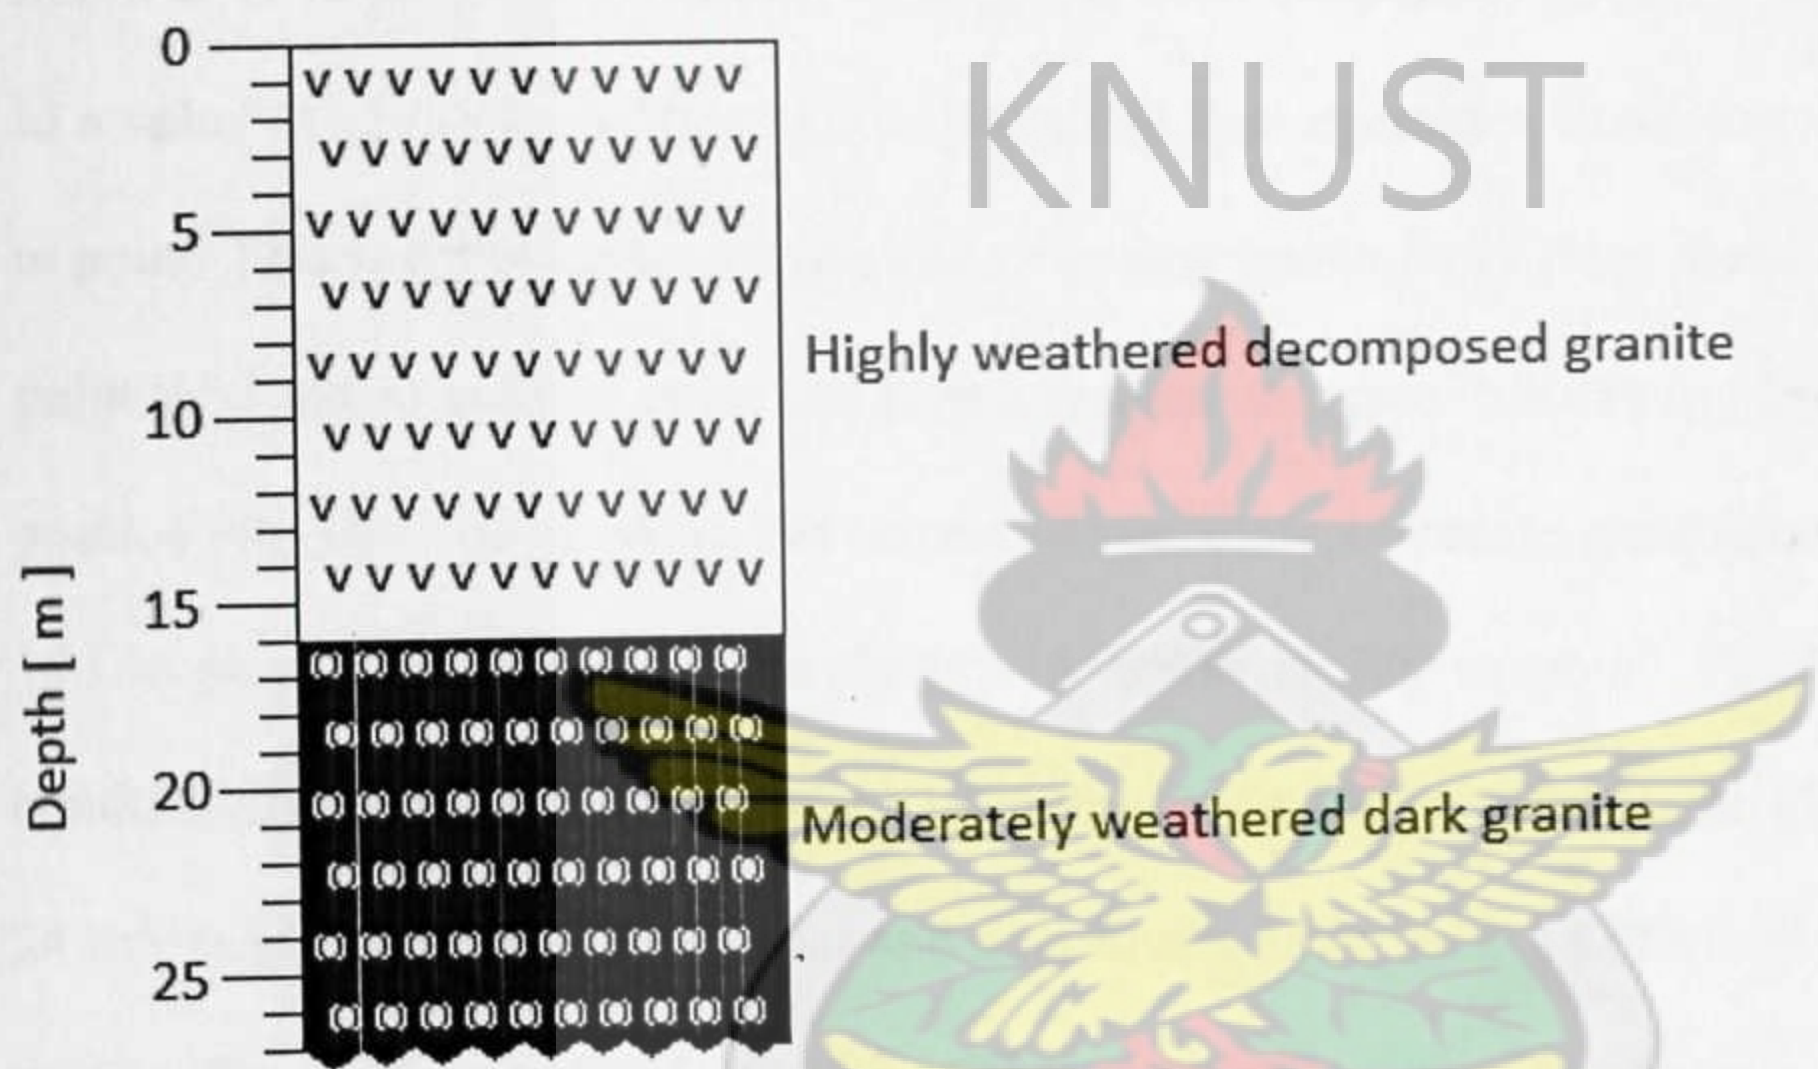 KNUST
0
5
Highly weathered decomposed granite
10
15
Depth [ m ]
20
Moderately weathered dark granite
25